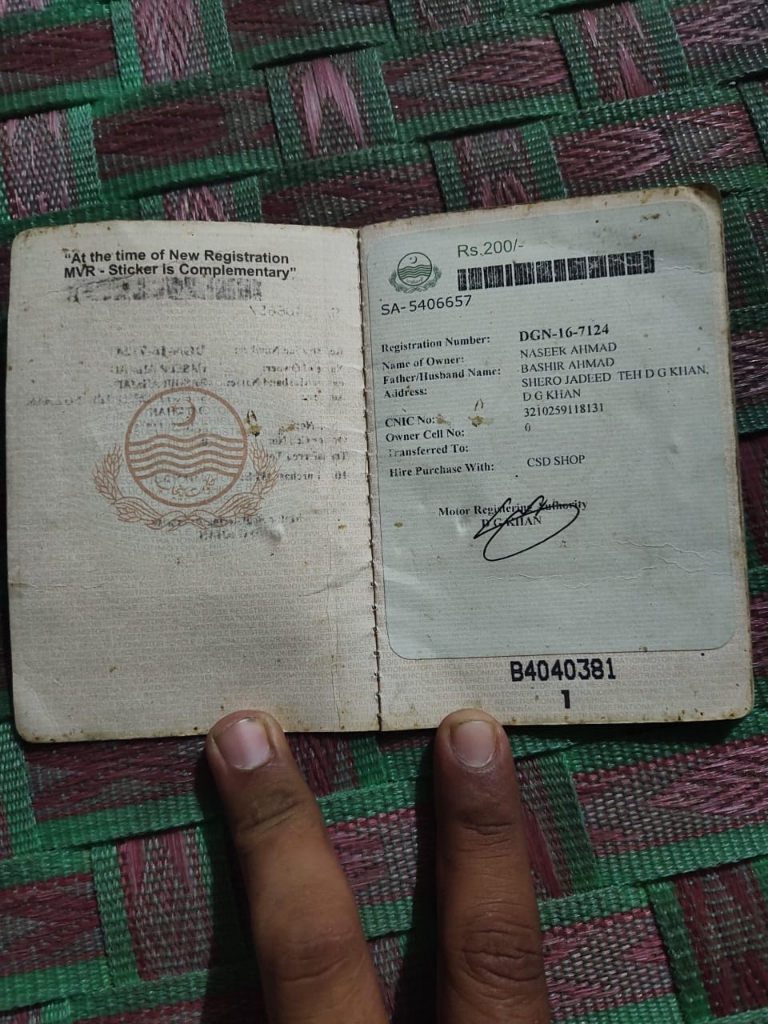 "At the time of New Registration
MVR - Sticker is Complementary"
Rs.200/-
SA-5406657
Registration Number: DGN-16-7124
Name of Owner: NASEER AHMAD
Father/Husband Name: BASHIR AHMAD
Address: SHERO JADEED TEH D G KHAN,
D G KHAN
CNIC No: 3210259118131
Owner Cell No: 0
Transferred To:
Hire Purchase With: CSD SHOP
Motor Registering Authority
D G KHAN
B4040381
1